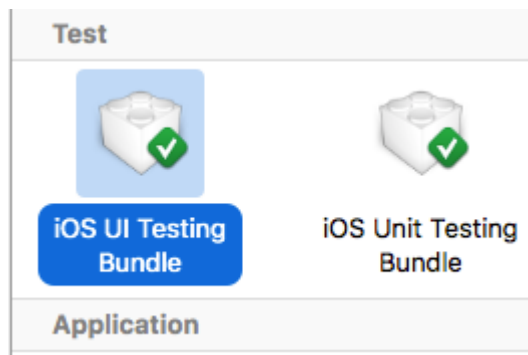 Test
iOS UI Testing
Bundle
iOS Unit Testing
Bundle
Application